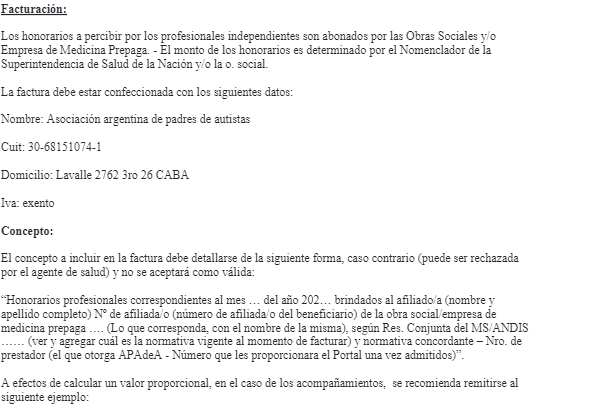 Facturación:
Los honorarios a percibir por los profesionales independientes son abonados por las Obras Sociales y/o
Empresa de Medicina Prepaga. - El monto de los honorarios es determinado por el Nomenclador de la
Superintendencia de Salud de la Nación y/o la o. social.
La factura debe estar confeccionada con los siguientes datos:
Nombre: Asociación argentina de padres de autistas
Cuit: 30-68151074-1
Domicilio: Lavalle 2762 3ro 26 CABA
Iva: exento
Concepto:
El concepto a incluir en la factura debe detallarse de la siguiente forma, caso contrario (puede ser rechazada
por el agente de salud) y no se aceptará como válida:
“Honorarios profesionales correspondientes al mes … del año 202… brindados al afiliado/a (nombre y
apellido completo) Nº de afiliada/o (número de afiliada/o del beneficiario) de la obra social/empresa de
medicina prepaga …. (Lo que corresponda, con el nombre de la misma), según Res. Conjunta del MS/ANDIS
…… (ver y agregar cuál es la normativa vigente al momento de facturar) y normativa concordante – Nro. de
prestador (el que otorga APAdeA - Número que les proporcionara el Portal una vez admitidos)”.
A efectos de calcular un valor proporcional, en el caso de los acompañamientos, se recomienda remitirse al
siguiente ejemplo: